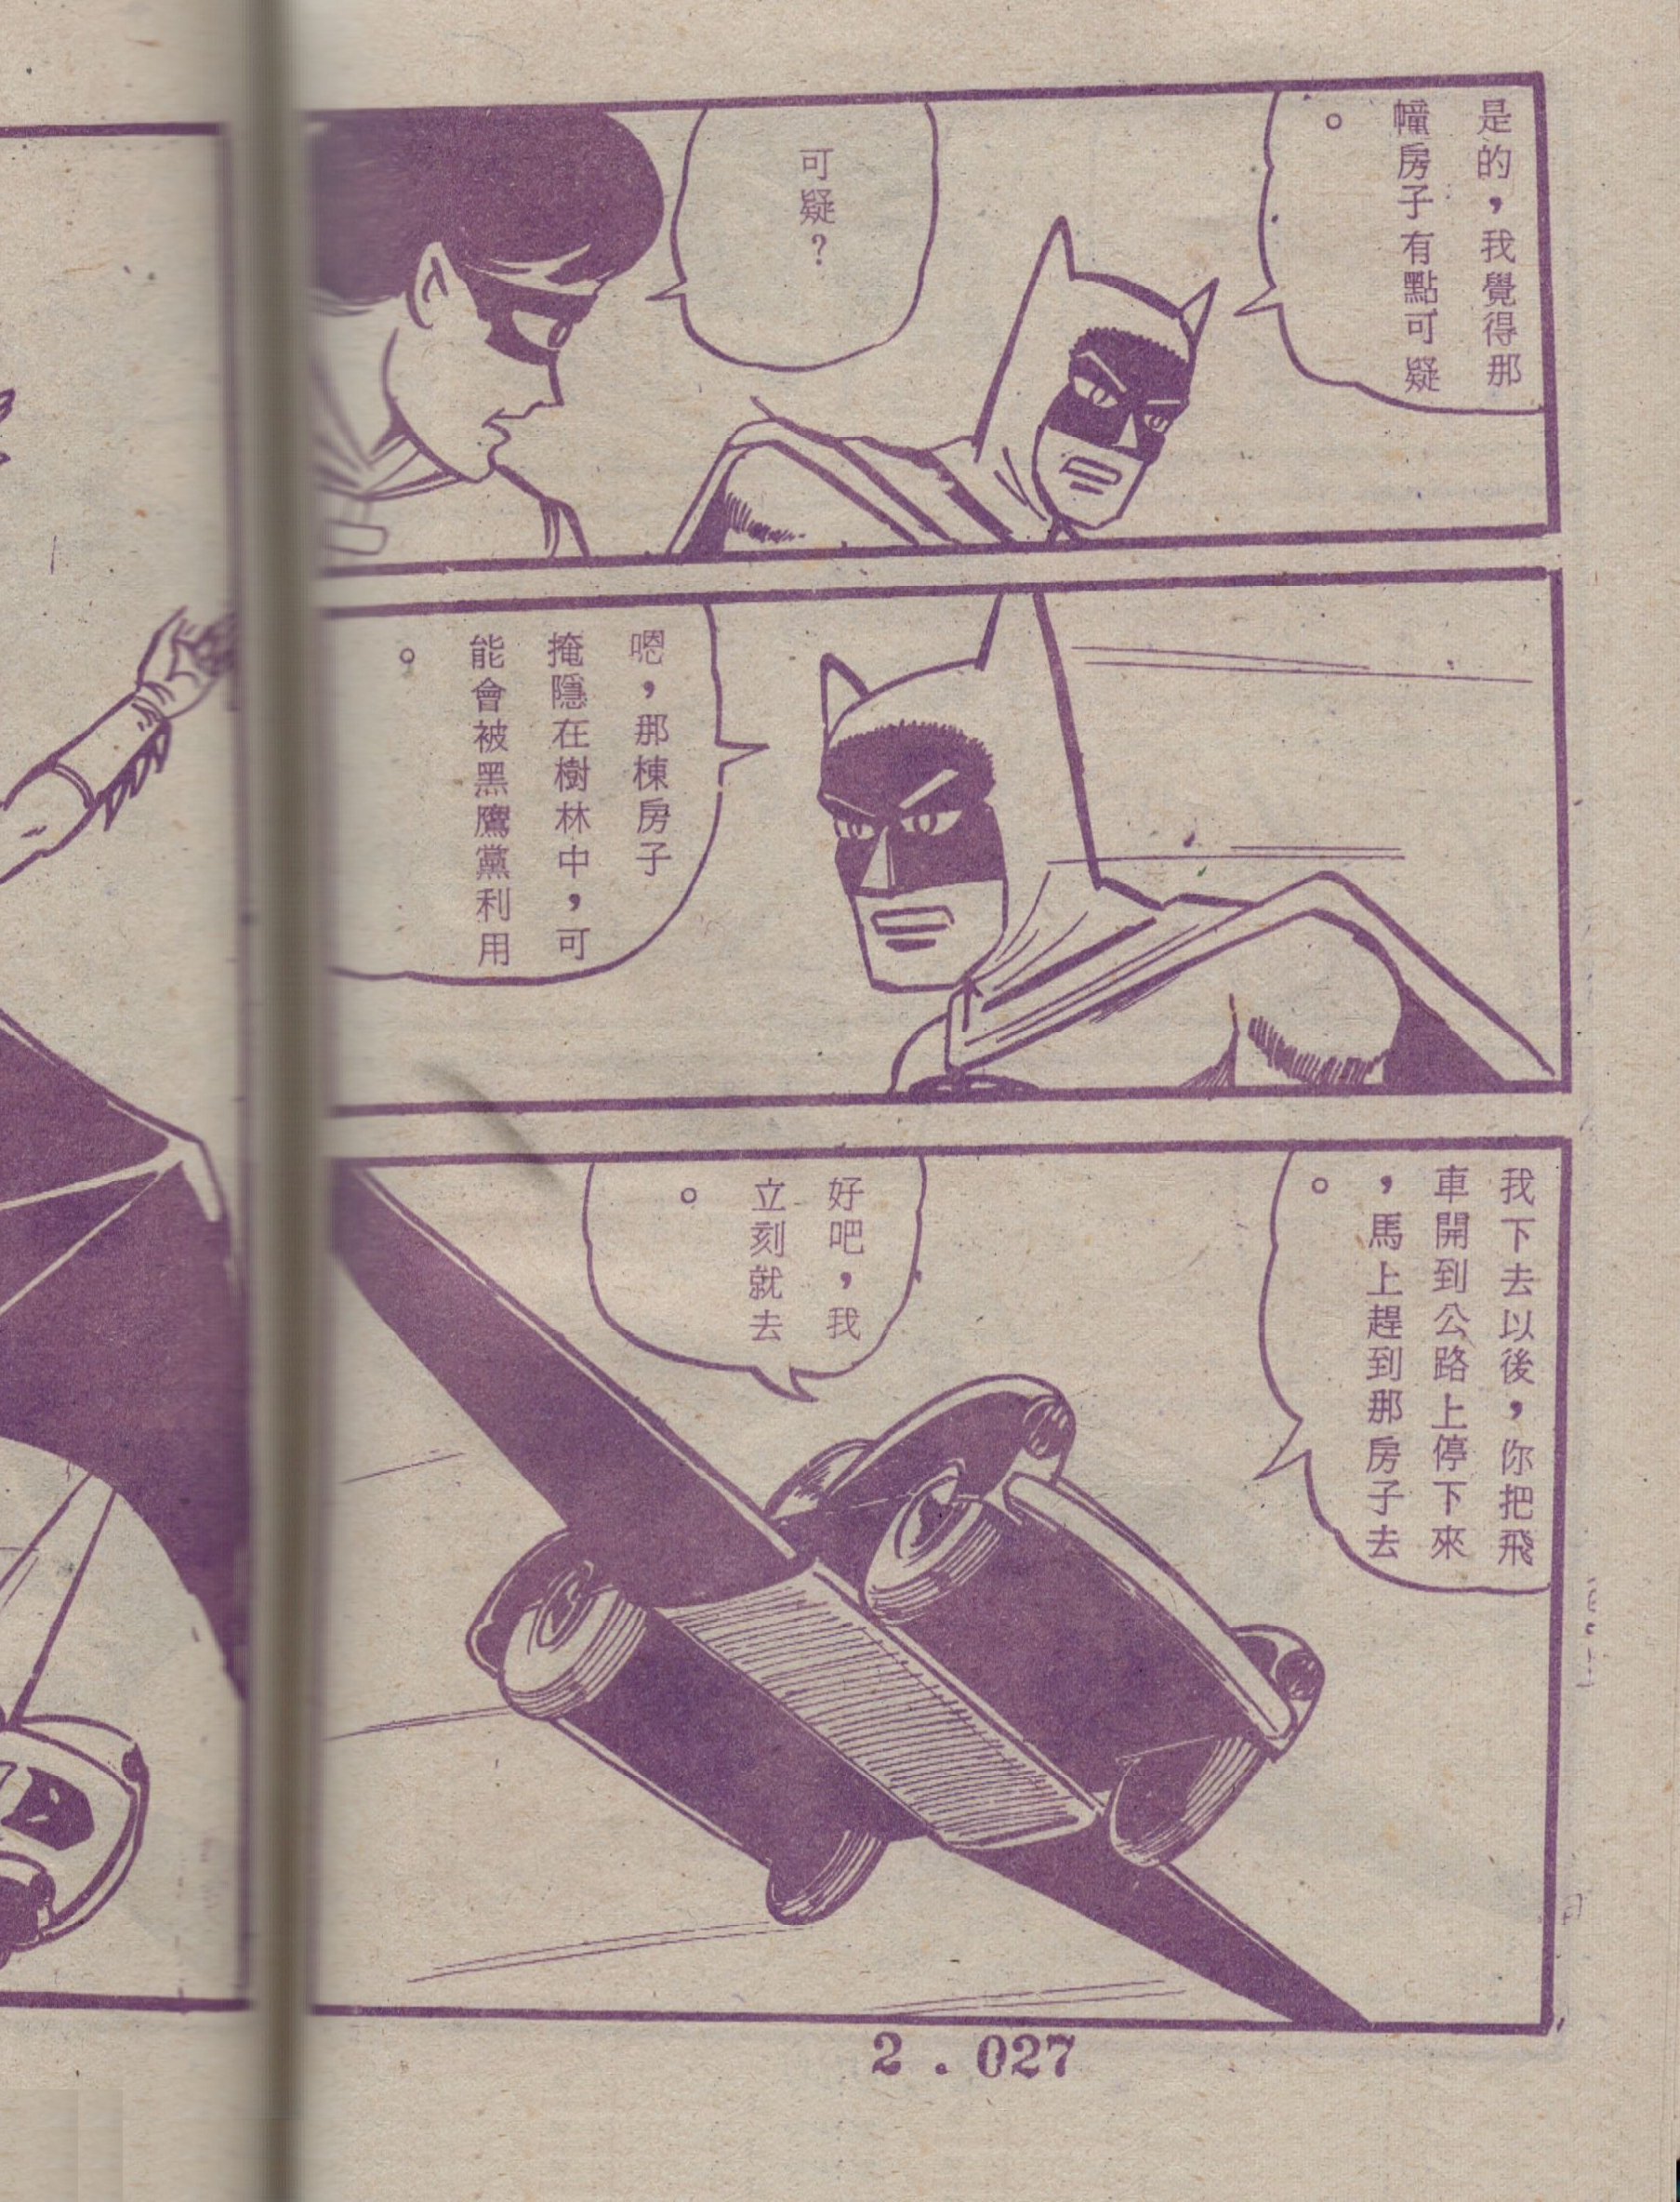 是的，我覺得那
幢房子有點可疑
。
可疑？
嗯，那棟房子
掩隱在樹林中，可
能會被黑鷹黨利用
。
我下去以後，你把飛
車開到公路上停下來
，馬上趕到那房子去
。
好吧，我
立刻就去
。
2.027